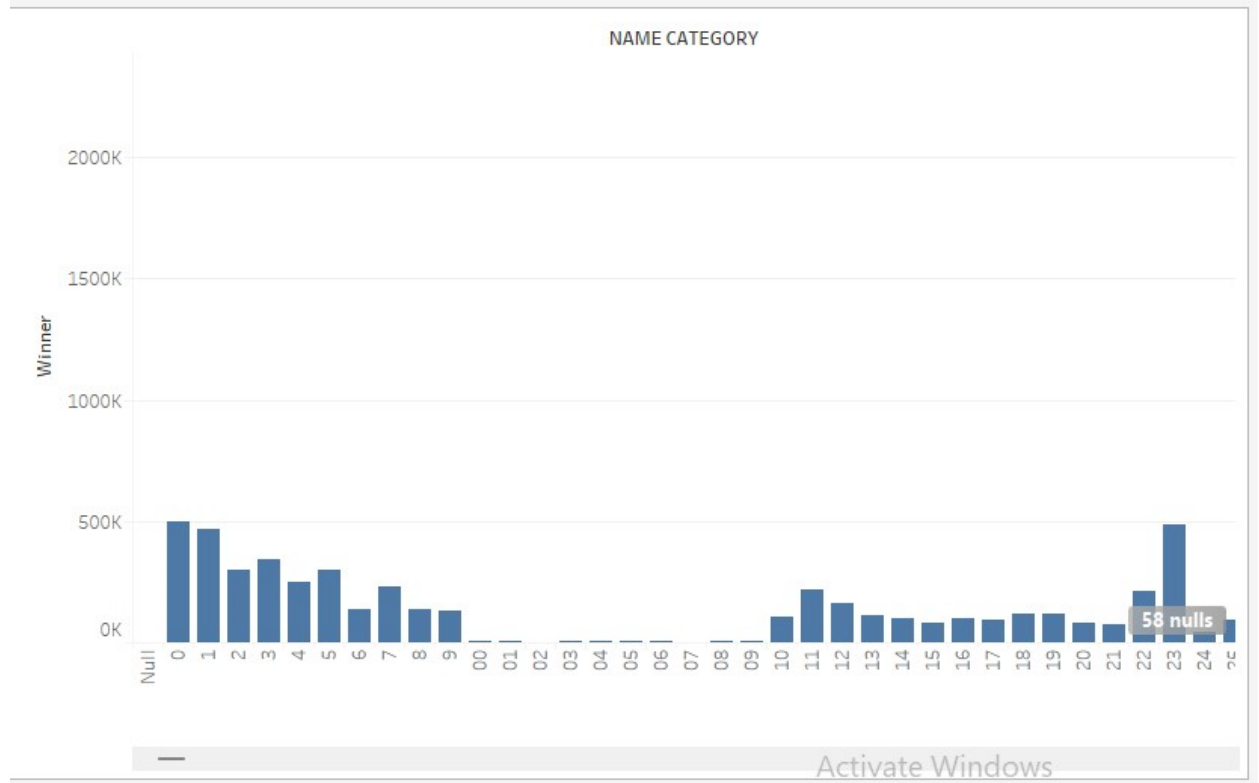 NAME CATEGORY
2000K
1500K
1000K
500K
0K
Winner
58 nulls
Null 0 1 2 3 4 5 6 7 8 9 00 01 02 03 04 05 06 07 08 09 10 11 12 13 14 15 16 17 18 19 20 21 22 23 24
Activate Windows